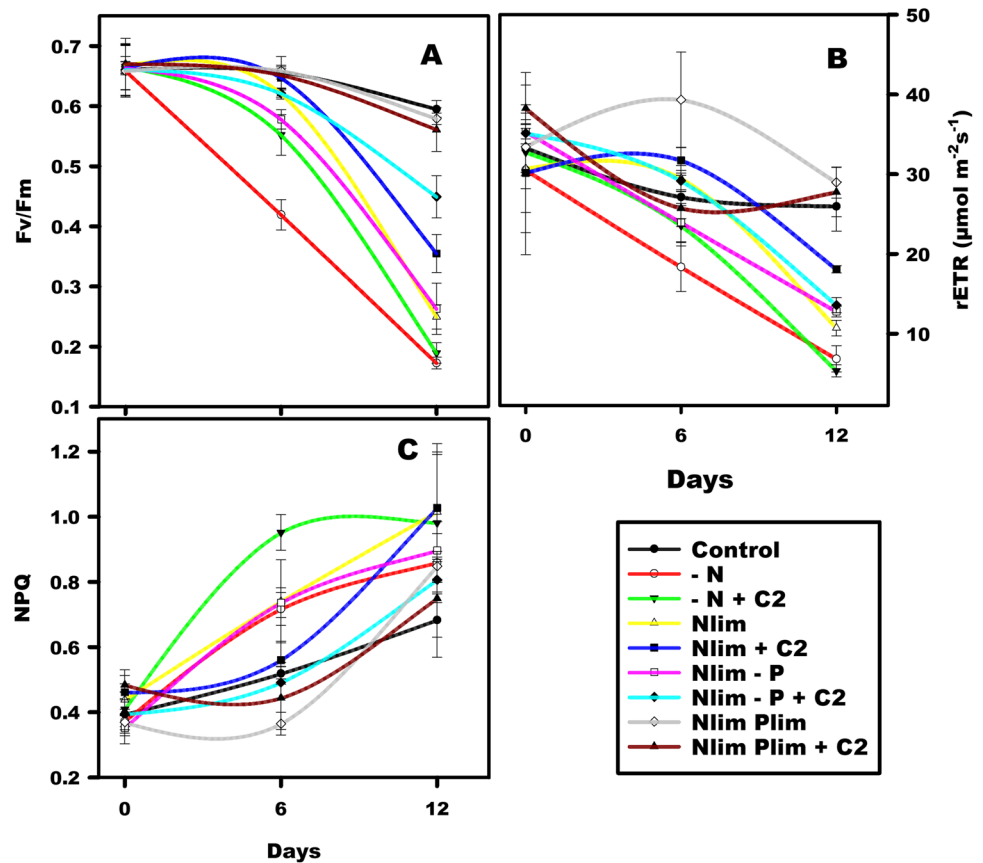 A
0.7
0.6
0.5
0.4
0.3
0.2
0.1
Fv/Fm
B
50
40
30
20
10
rETR (µmol m-2s-1)
0 6 12
Days
C
1.2
1.0
0.8
0.6
0.4
0.2
NPQ
0 6 12
Days
Control
- N
- N + C2
Nlim
Nlim + C2
Nlim - P
Nlim - P + C2
Nlim Plim
Nlim Plim + C2